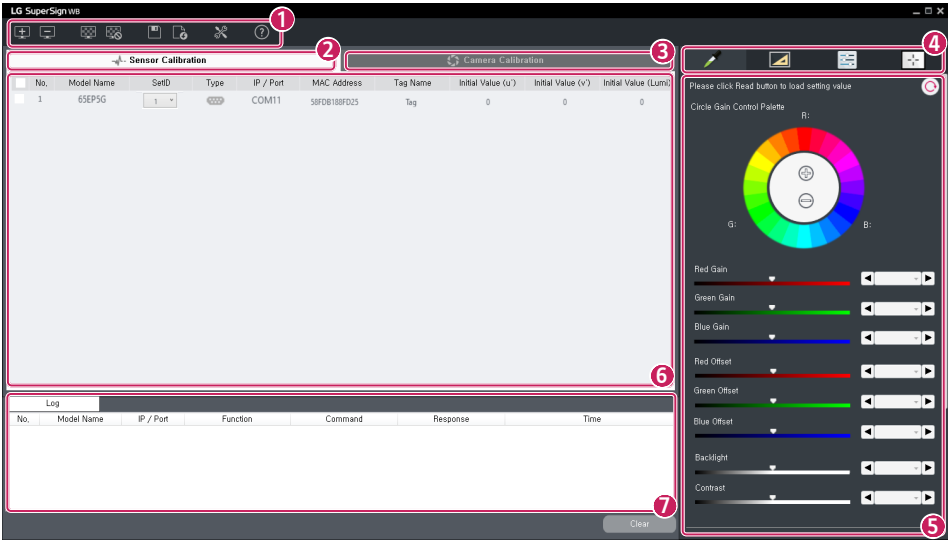 LG SuperSign WB
1
2
3
4
Sensor Calibration
Camera Calibration
No. Model Name SetID Type IP / Port MAC Address Tag Name Initial Value (u') Initial Value (v') Initial Value (Lumi
1 65EP5G 1 COM11 58FDB188FD25 Tag 0 0 0
6
Log
No. Model Name IP / Port Function Command Response Time
7
Clear
Please click Read button to load setting value
Circle Gain Control Palette
R:
G:
B:
Red Gain
Green Gain
Blue Gain
Red Offset
Green Offset
Blue Offset
Backlight
Contrast
5